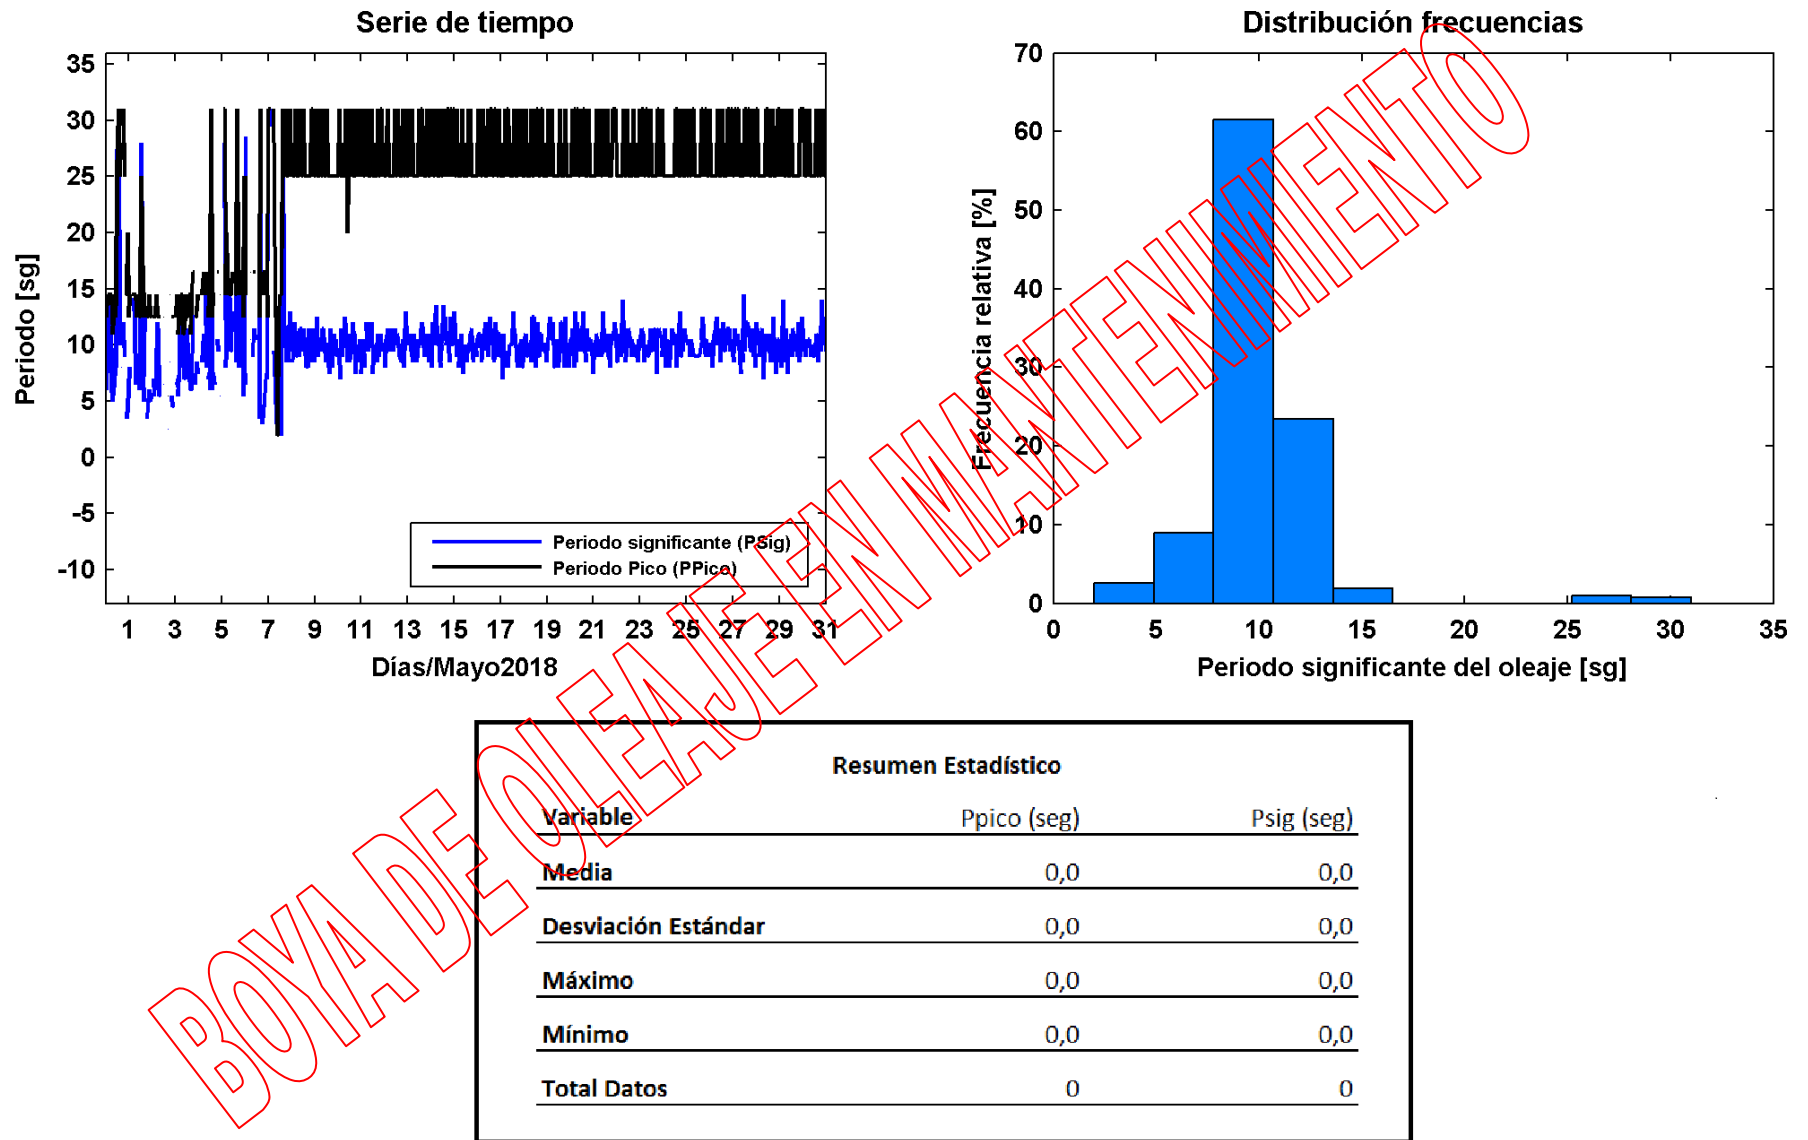 Serie de tiempo
35
30
25
20
15
10
5
0
-5
-10
Periodo [sg]
Periodo significante (PSig)
Periodo Pico (PPico)
1 3 5 7 9 11 13 15 17 19 21 23 25 27 29 31
Días/Mayo2018
Distribución frecuencias
70
60
50
40
30
20
10
0
Frecuencia relativa [%]
0 5 10 15 20 25 30 35
Periodo significante del oleaje [sg]
BOYA DE OLEAJE EN MANTENIMIENTO
Resumen Estadístico
Variable Ppico (seg) Psig (seg)
Media 0,0 0,0
Desviación Estándar 0,0 0,0
Máximo 0,0 0,0
Mínimo 0,0 0,0
Total Datos 0 0